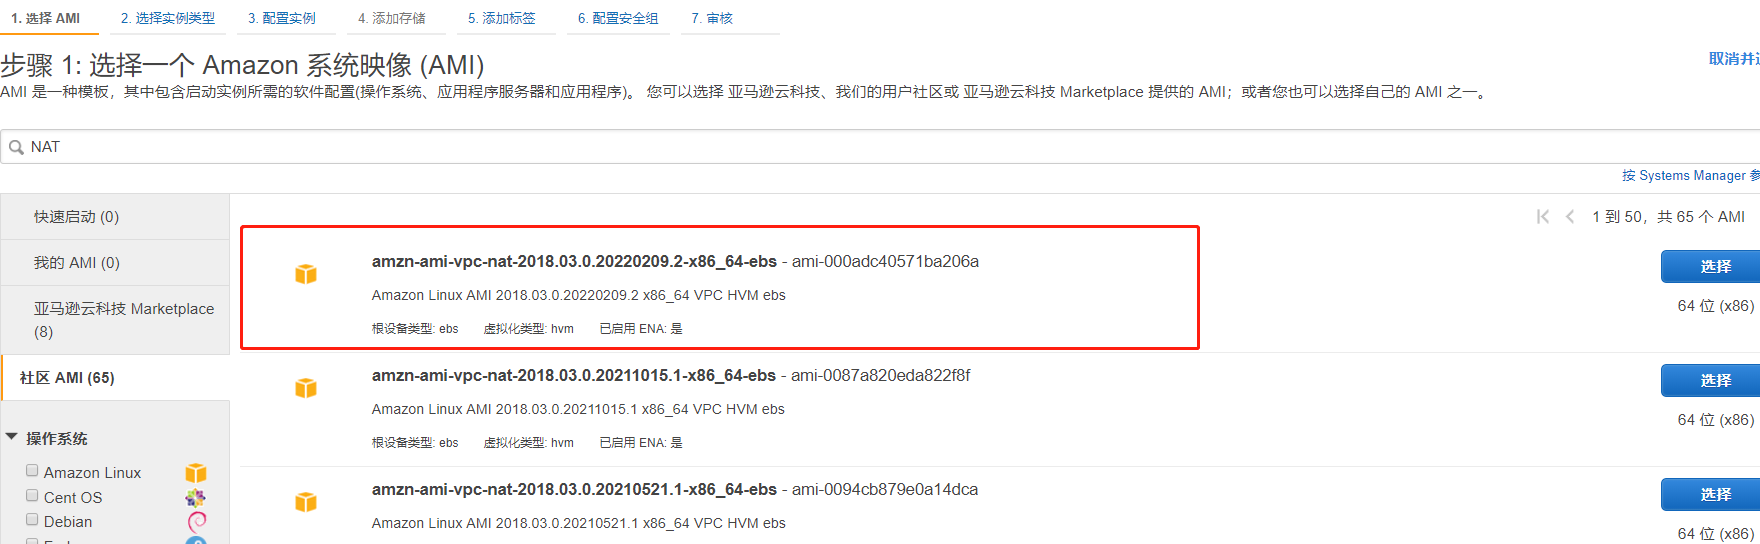 1. 选择 AMI 2. 选择实例类型 3. 配置实例 4. 添加存储 5. 添加标签 6. 配置安全组 7. 审核
步骤 1: 选择一个 Amazon 系统映像 (AMI)
取消并退
AMI 是一种模板，其中包含启动实例所需的软件配置(操作系统、应用程序服务器和应用程序)。 您可以选择 亚马逊云科技、我们的用户社区或 亚马逊云科技 Marketplace 提供的 AMI；或者您也可以选择自己的 AMI 之一。
NAT
按 Systems Manager 参
快速启动 (0)
我的 AMI (0)
亚马逊云科技 Marketplace
(8)
社区 AMI (65)
操作系统
Amazon Linux
Cent OS
Debian
1 到 50，共 65 个 AMI
amzn-ami-vpc-nat-2018.03.0.20220209.2-x86_64-ebs - ami-000adc40571ba206a
Amazon Linux AMI 2018.03.0.20220209.2 x86_64 VPC HVM ebs
根设备类型: ebs 虚拟化类型: hvm 已启用 ENA: 是
选择
64 位 (x86)
amzn-ami-vpc-nat-2018.03.0.20211015.1-x86_64-ebs - ami-0087a820eda822f8f
Amazon Linux AMI 2018.03.0.20211015.1 x86_64 VPC HVM ebs
根设备类型: ebs 虚拟化类型: hvm 已启用 ENA: 是
选择
64 位 (x86)
amzn-ami-vpc-nat-2018.03.0.20210521.1-x86_64-ebs - ami-0094cb879e0a14dca
Amazon Linux AMI 2018.03.0.20210521.1 x86_64 VPC HVM ebs
选择
64 位 (x86)